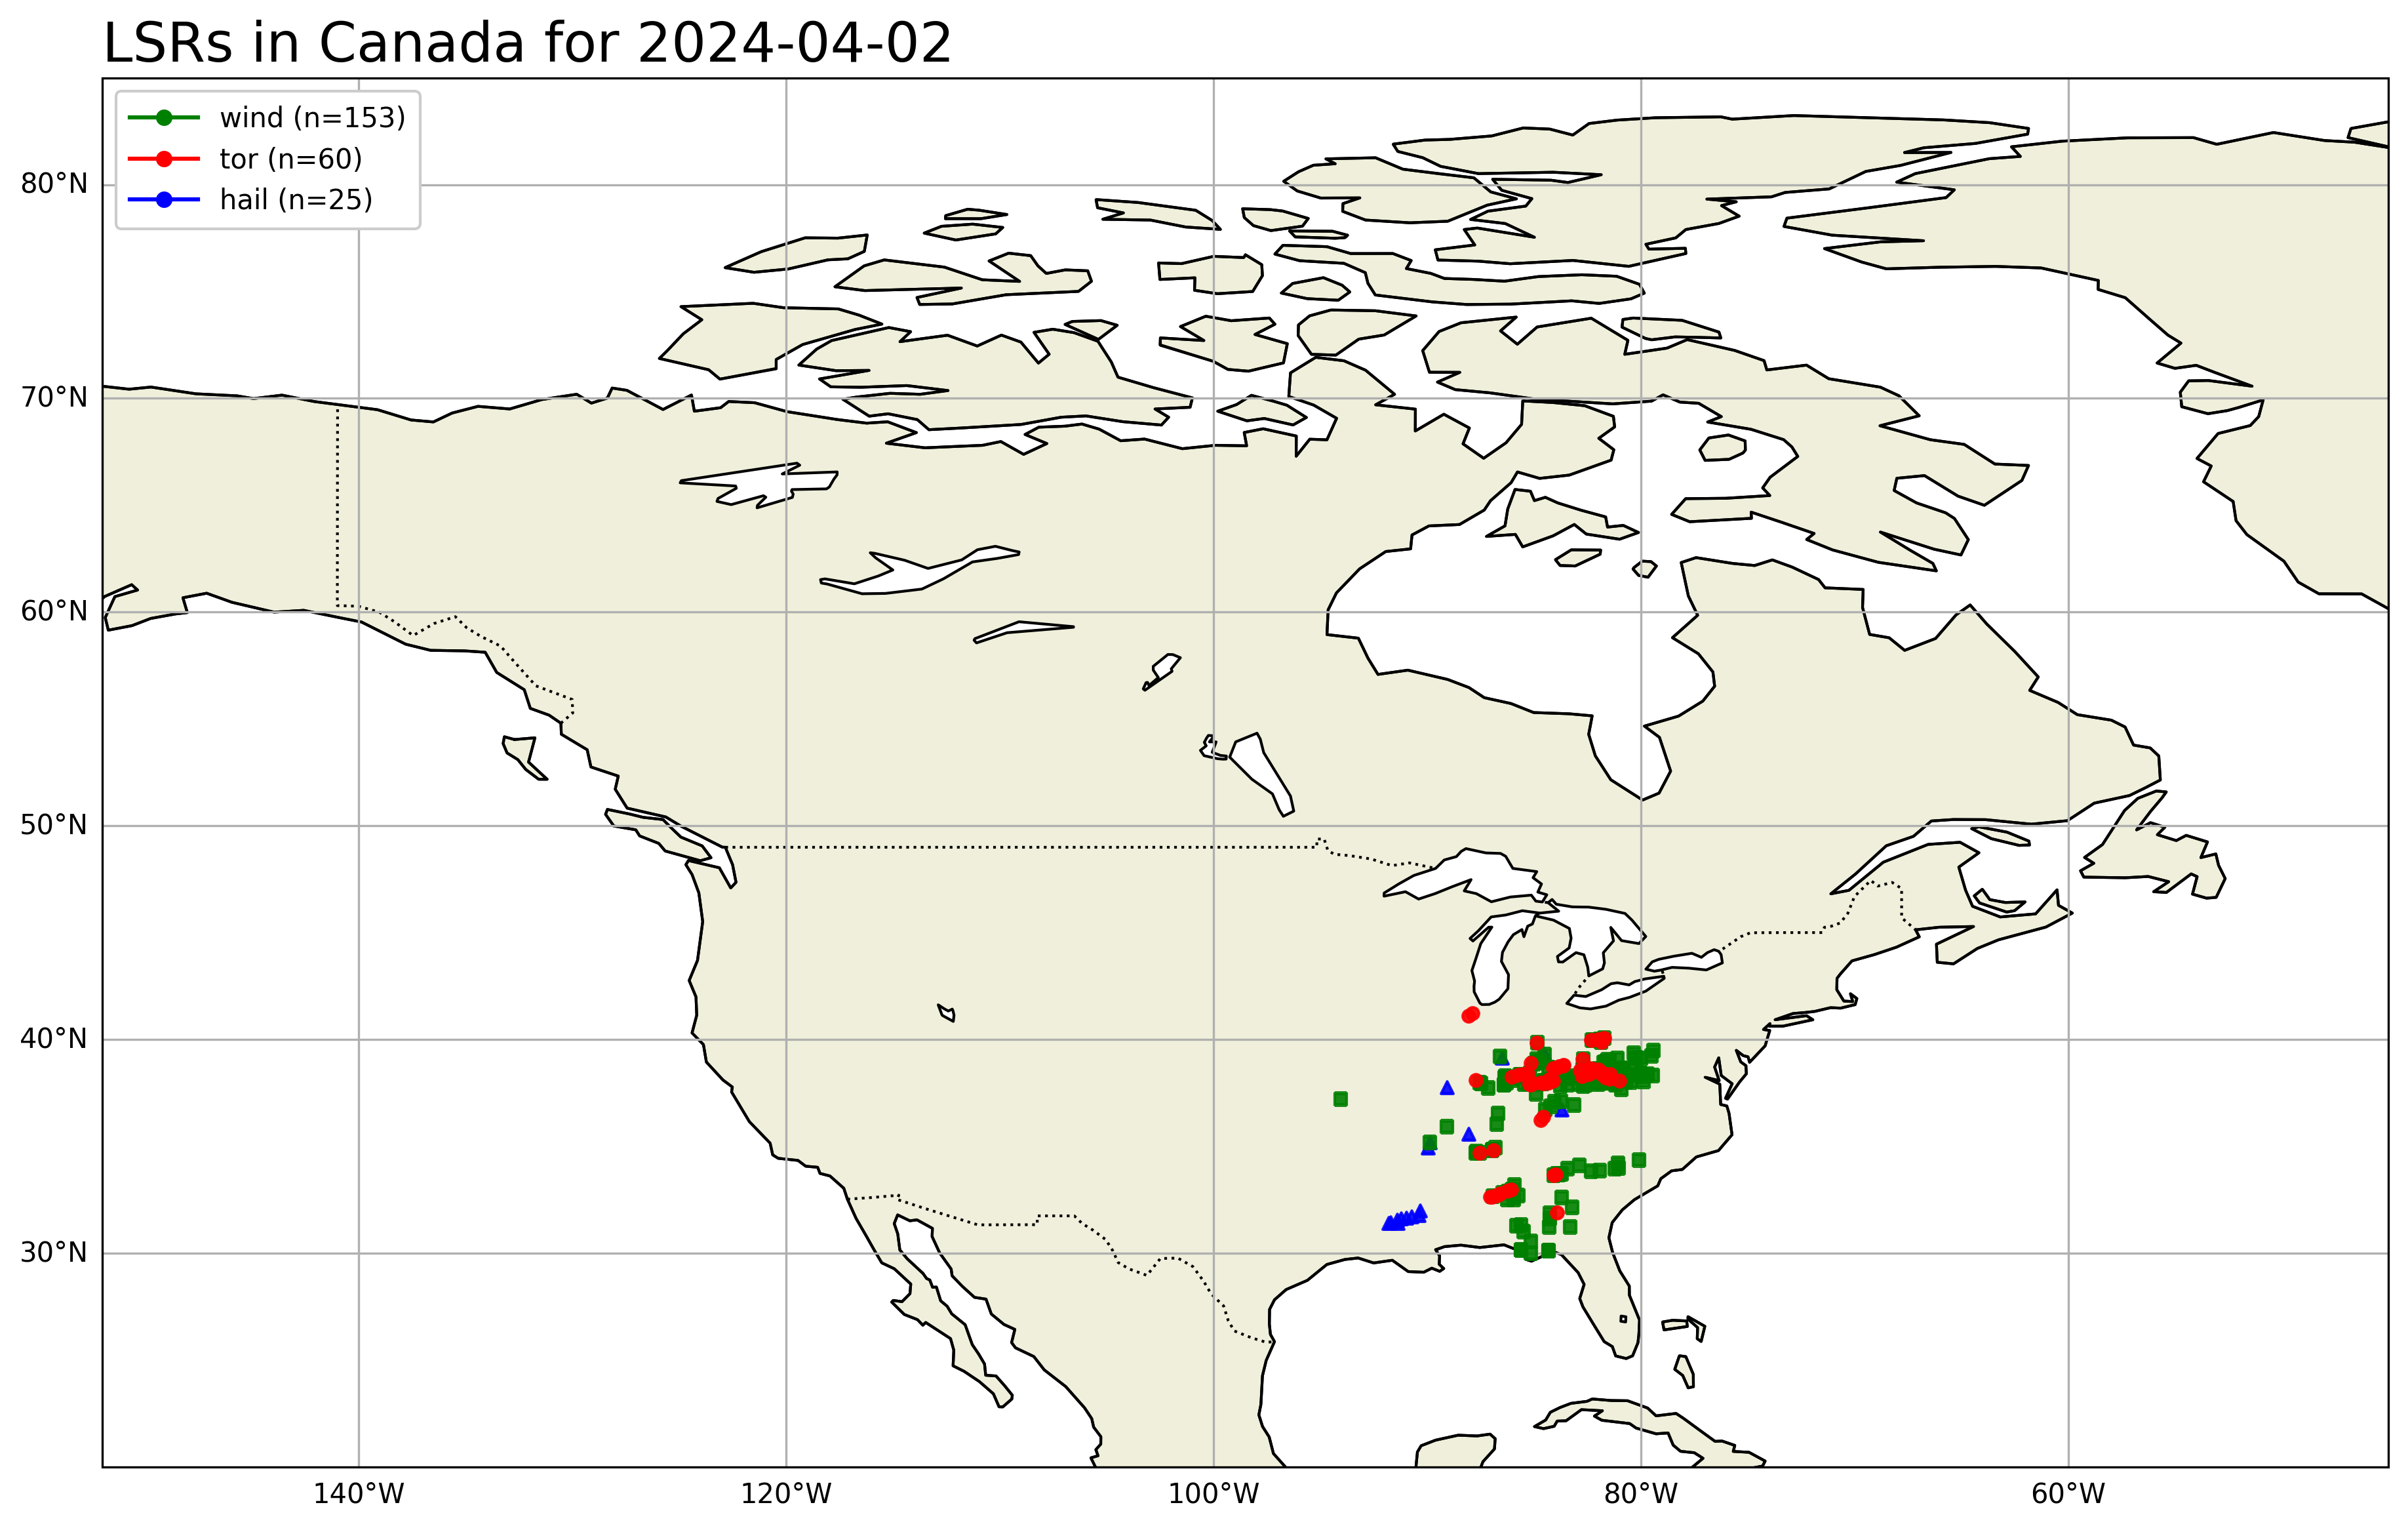 LSRs in Canada for 2024-04-02
wind (n=153)
tor (n=60)
hail (n=25)
80°N
70°N
60°N
50°N
40°N
30°N
140°W 120°W 100°W 80°W 60°W